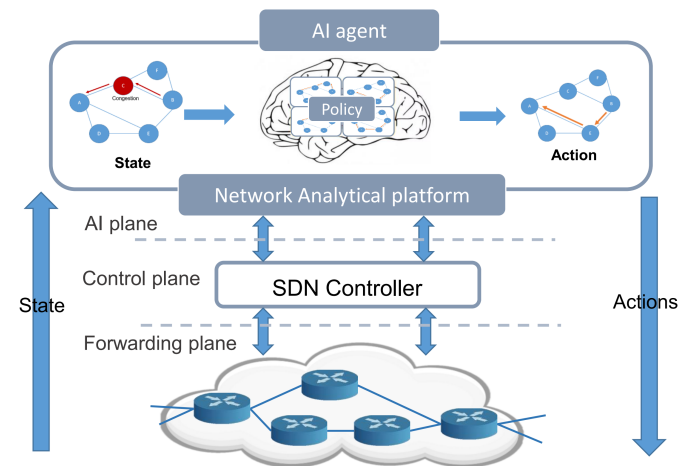 AI agent
F
C
Congestion
A
B
D
E
State
Policy
F
C
A
B
D
E
Action
Network Analytical platform
AI plane
Control plane
SDN Controller
State
Actions
Forwarding plane